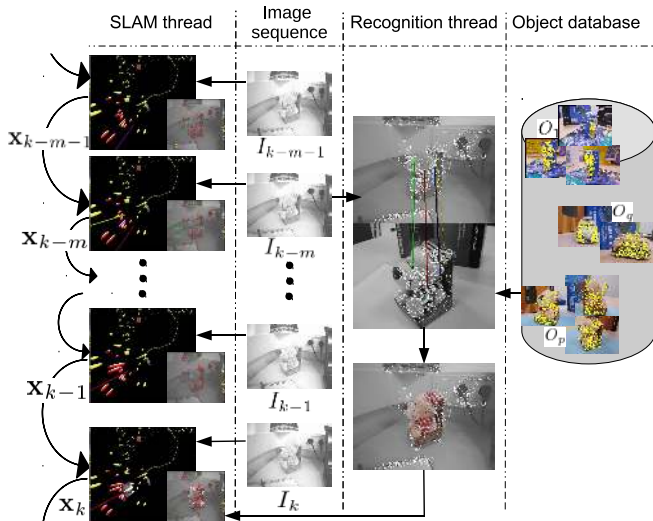 SLAM thread
Image sequence
Recognition thread
Object database
x_{k-m-1}
I_{k-m-1}
x_{k-m}
I_{k-m}
x_{k-1}
I_{k-1}
x_k
I_k
O_q
O_p